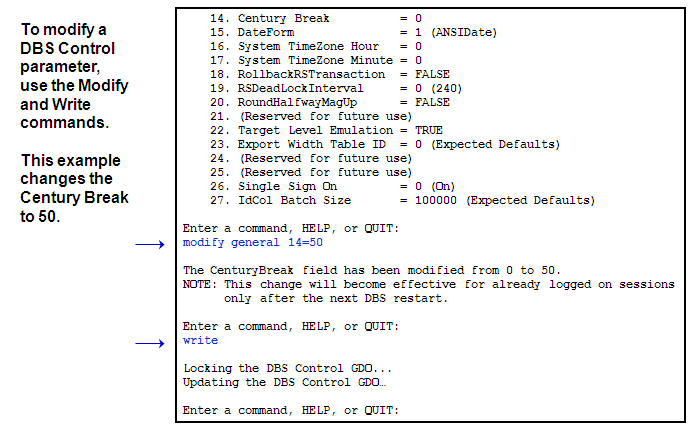 To modify a
DBS Control
parameter,
use the Modify
and Write
commands.
This example
changes the
Century Break
to 50.
14. Century Break = 0
15. DateForm = 1 (ANSIDate)
16. System TimeZone Hour = 0
17. System TimeZone Minute = 0
18. RollbackRSTransaction = FALSE
19. RSDeadLockInterval = 0 (240)
20. RoundHalfwayMagUp = FALSE
21. (Reserved for future use)
22. Target Level Emulation = TRUE
23. Export Width Table ID = 0 (Expected Defaults)
24. (Reserved for future use)
25. (Reserved for future use)
26. Single Sign On = 0 (On)
27. IdCol Batch Size = 100000 (Expected Defaults)
Enter a command, HELP, or QUIT:
modify general 14=50
The CenturyBreak field has been modified from 0 to 50.
NOTE: This change will become effective for already logged on sessions
only after the next DBS restart.
Enter a command, HELP, or QUIT:
write
Locking the DBS Control GDO...
Updating the DBS Control GDO…
Enter a command, HELP, or QUIT: